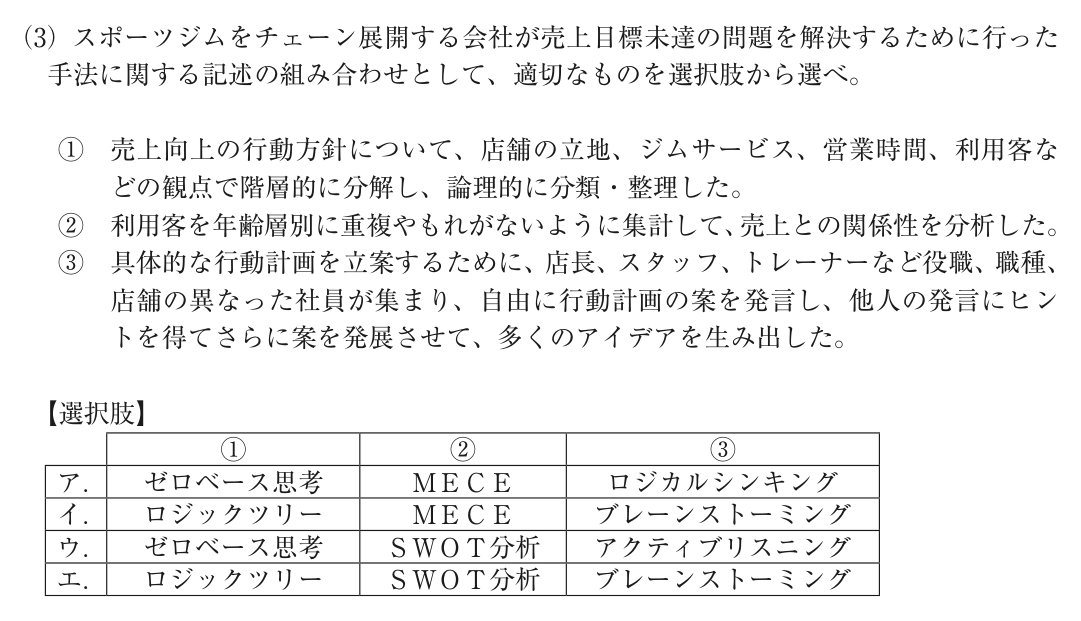 (3) スポーツジムをチェーン展開する会社が売上目標未達の問題を解決するために行った
手法に関する記述の組み合わせとして、適切なものを選択肢から選べ。
① 売上向上の行動方針について、店舗の立地、ジムサービス、営業時間、利用客な
どの観点で階層的に分解し、論理的に分類・整理した。
② 利用客を年齢層別に重複やもれがないように集計して、売上との関係性を分析した。
③ 具体的な行動計画を立案するために、店長、スタッフ、トレーナーなど役職、職種、
店舗の異なった社員が集まり、自由に行動計画の案を発言し、他人の発言にヒン
トを得てさらに案を発展させて、多くのアイデアを生み出した。
【選択肢】
① ② ③
ア. ゼロベース思考 MECE ロジカルシンキング
イ. ロジックツリー MECE ブレーンストーミング
ウ. ゼロベース思考 SWOT分析 アクティブリスニング
エ. ロジックツリー SWOT分析 ブレーンストーミング